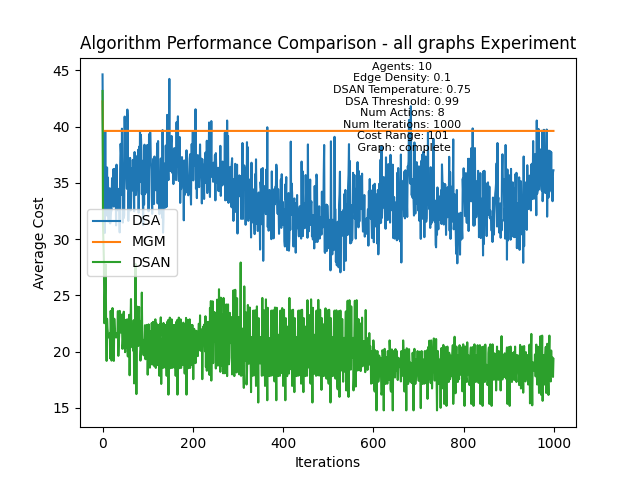 Algorithm Performance Comparison - all graphs Experiment
Agents: 10
Edge Density: 0.1
DSAN Temperature: 0.75
DSA Threshold: 0.99
Num Actions: 8
Num Iterations: 1000
Cost Range: 101
Graph: complete
45
40
35
30
25
20
15
Average Cost
DSA
MGM
DSAN
0
200
400
600
800
1000
Iterations